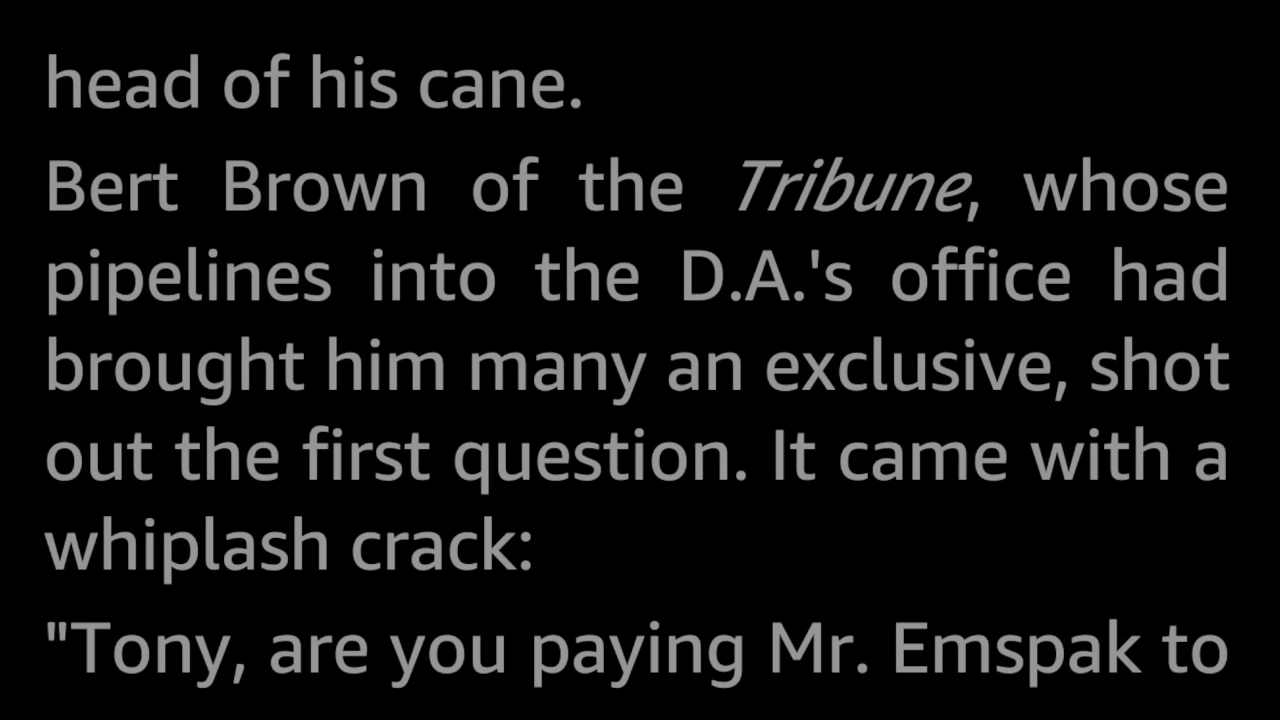 head of his cane.
Bert Brown of the Tribune, whose
pipelines into the D.A.'s office had
brought him many an exclusive, shot
out the first question. It came with a
whiplash crack:
"Tony, are you paying Mr. Emspak to